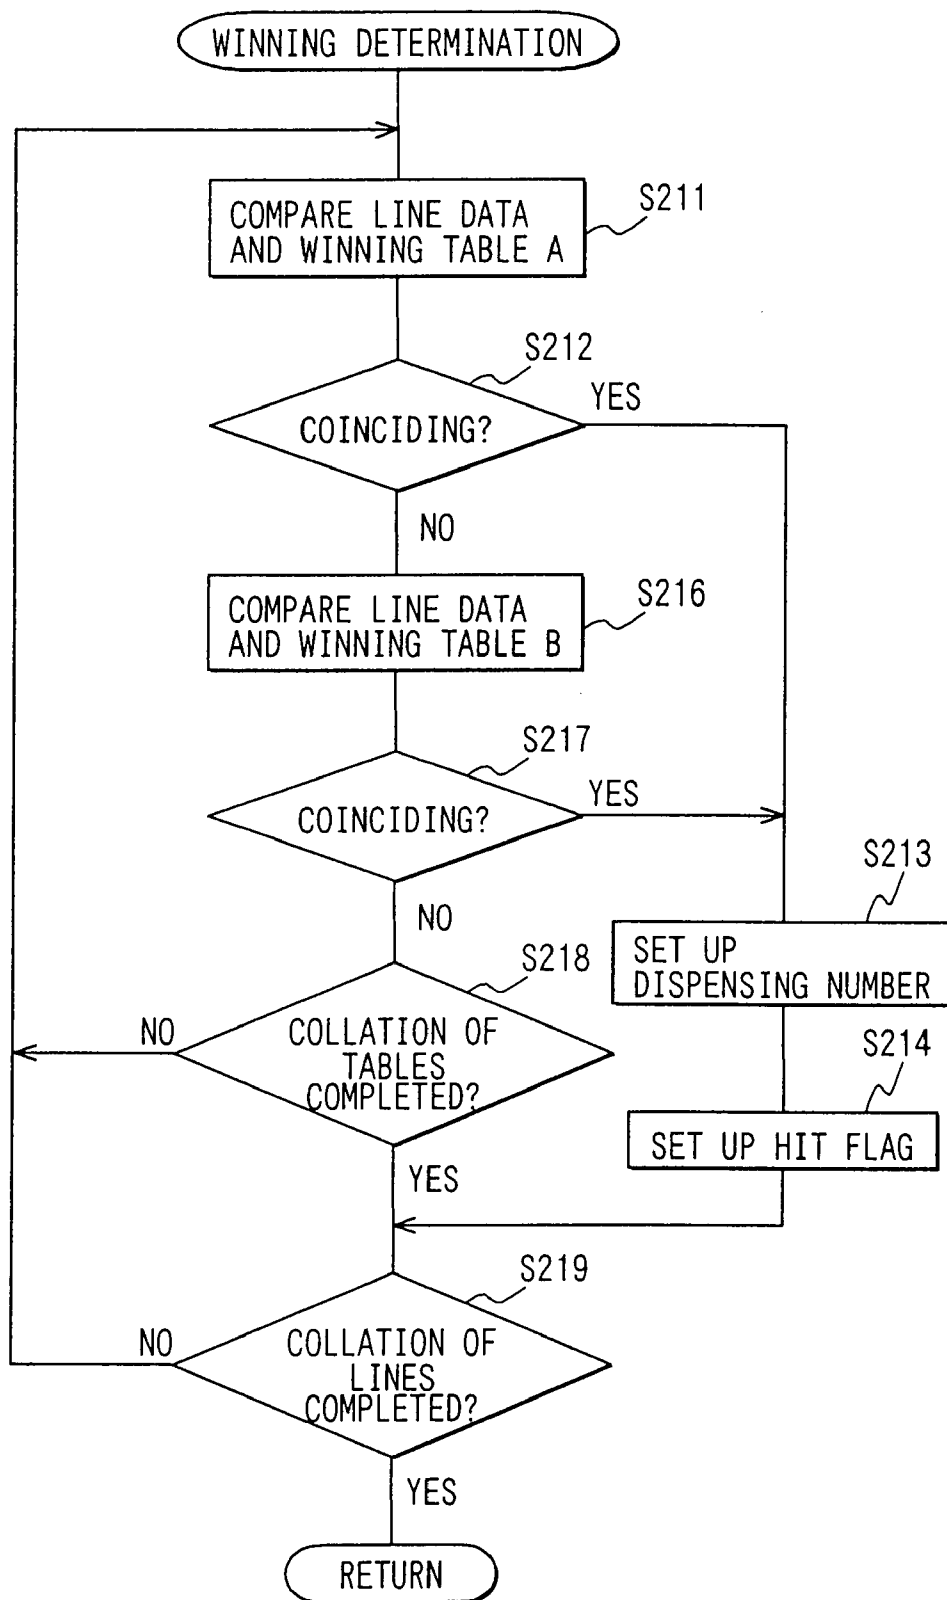 WINNING DETERMINATION
S211
COMPARE LINE DATA
AND WINNING TABLE A
S212
YES
COINCIDING?
NO
S216
COMPARE LINE DATA
AND WINNING TABLE B
S217
YES
COINCIDING?
NO
S213
SET UP
DISPENSING NUMBER
S218
NO
COLLATION OF
TABLES
COMPLETED?
S214
SET UP HIT FLAG
YES
S219
NO
COLLATION OF
LINES
COMPLETED?
YES
RETURN